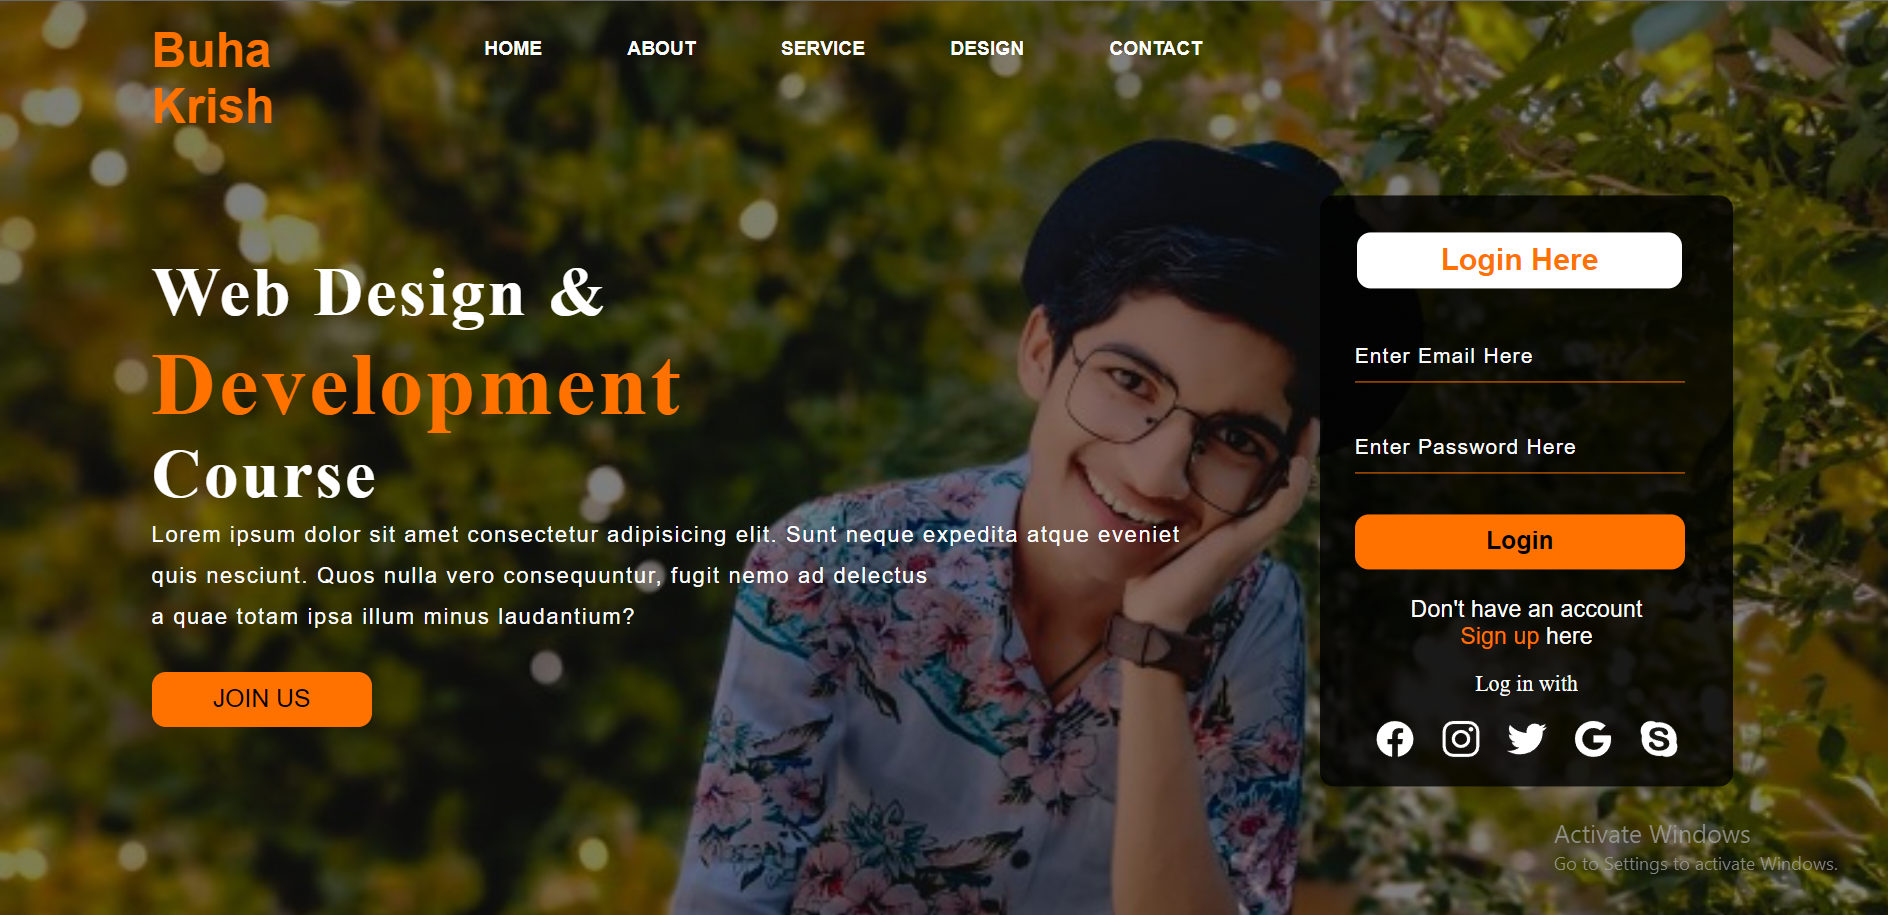 Buha
Krish
HOME ABOUT SERVICE DESIGN CONTACT
Web Design &
Development
Course
Lorem ipsum dolor sit amet consectetur adipisicing elit. Sunt neque expedita atque eveniet
quis nesciunt. Quos nulla vero consequuntur, fugit nemo ad delectus
a quae totam ipsa illum minus laudantium?
JOIN US
Login Here
Enter Email Here
Enter Password Here
Login
Don't have an account
Sign up here
Log in with
Activate Windows
Go to Settings to activate Windows.